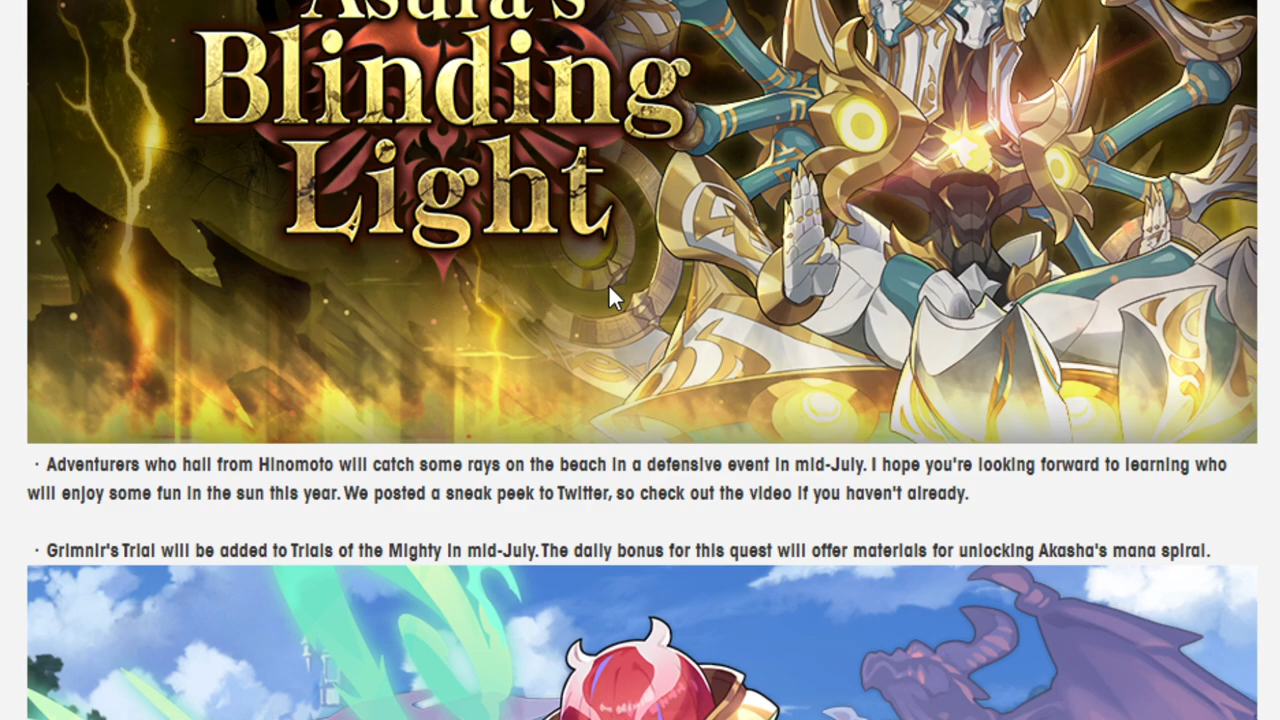 Asura's
Blinding
Light
· Adventurers who hail from Hinomoto will catch some rays on the beach in a defensive event in mid-July. I hope you're looking forward to learning who
will enjoy some fun in the sun this year. We posted a sneak peek to Twitter, so check out the video if you haven't already.
· Grimnir's Trial will be added to Trials of the Mighty in mid-July. The daily bonus for this quest will offer materials for unlocking Akasha's mana spiral.